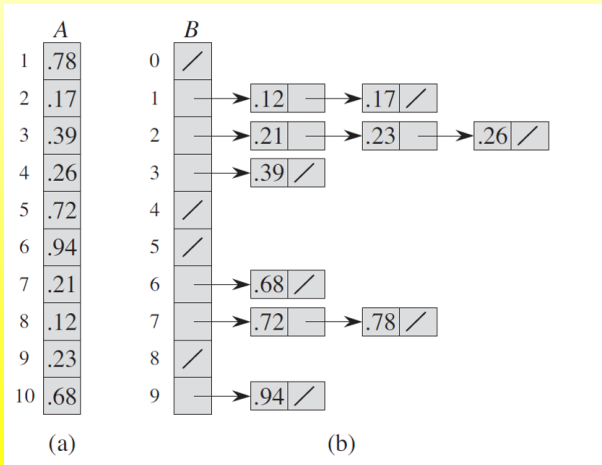 A B
1 .78 0 /
2 .17 1 .12 .17 /
3 .39 2 .21 .23 .26 /
4 .26 3 .39 /
5 .72 4 /
6 .94 5 /
7 .21 6 .68 /
8 .12 7 .72 .78 /
9 .23 8 /
10 .68 9 .94 /
(a) (b)